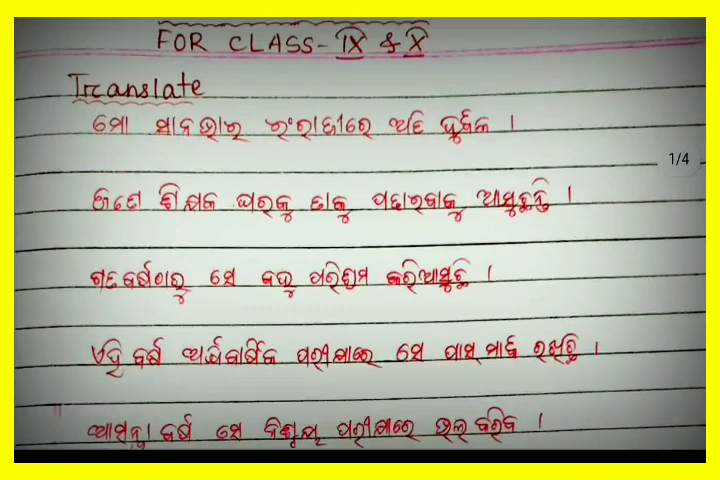 FOR CLASS-IX & X
Translate
ମୋ ସାନଭାଇ ଇଂରାଜୀରେ ଅତି ଦୁର୍ବଳ ।
1/4
ଜଣେ ଶିକ୍ଷକ ଘରକୁ ତାକୁ ପଢାଇବାକୁ ଆସୁଛନ୍ତି ।
ଗତବର୍ଷଠାରୁ ସେ ବହୁ ପରିଶ୍ରମ କରିଆସୁଛି ।
ଏହି ବର୍ଷ ଅର୍ଦ୍ଧବାର୍ଷିକ ପରୀକ୍ଷାରେ ସେ ପାସ୍ ମାର୍କ ରଖିଛି ।
ଆସନ୍ତା ବର୍ଷ ସେ ନିଶ୍ଚୟ ପରୀକ୍ଷାରେ ଭଲ କରିବ ।